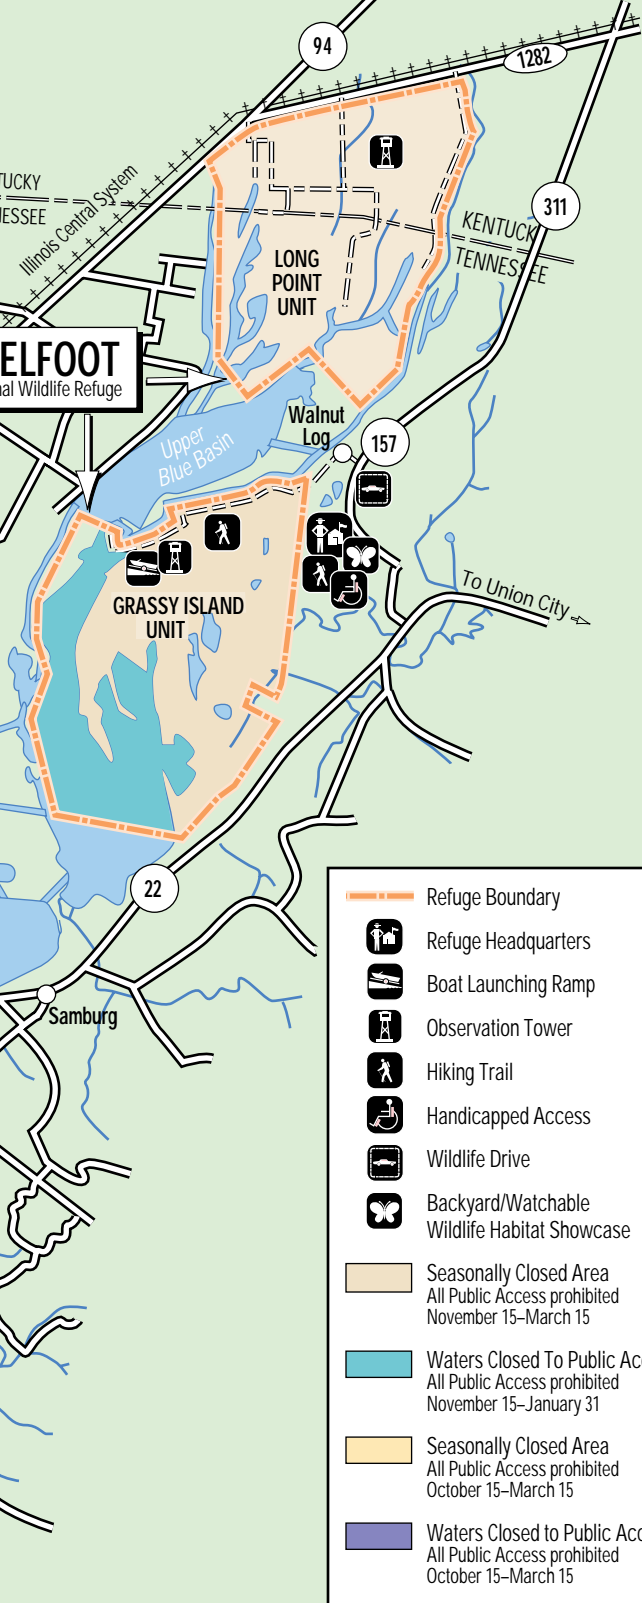 94
1282
TUCKY
NESSEE
Illinois Central System
311
KENTUCKY
TENNESSEE
LONG
POINT
UNIT
ELFOOT
nal Wildlife Refuge
Walnut
Log
157
Upper
Blue Basin
GRASSY ISLAND
UNIT
To Union City
22
Samburg
Refuge Boundary
Refuge Headquarters
Boat Launching Ramp
Observation Tower
Hiking Trail
Handicapped Access
Wildlife Drive
Backyard/Watchable
Wildlife Habitat Showcase
Seasonally Closed Area
All Public Access prohibited
November 15–March 15
Waters Closed To Public Acc
All Public Access prohibited
November 15–January 31
Seasonally Closed Area
All Public Access prohibited
October 15–March 15
Waters Closed to Public Acc
All Public Access prohibited
October 15–March 15